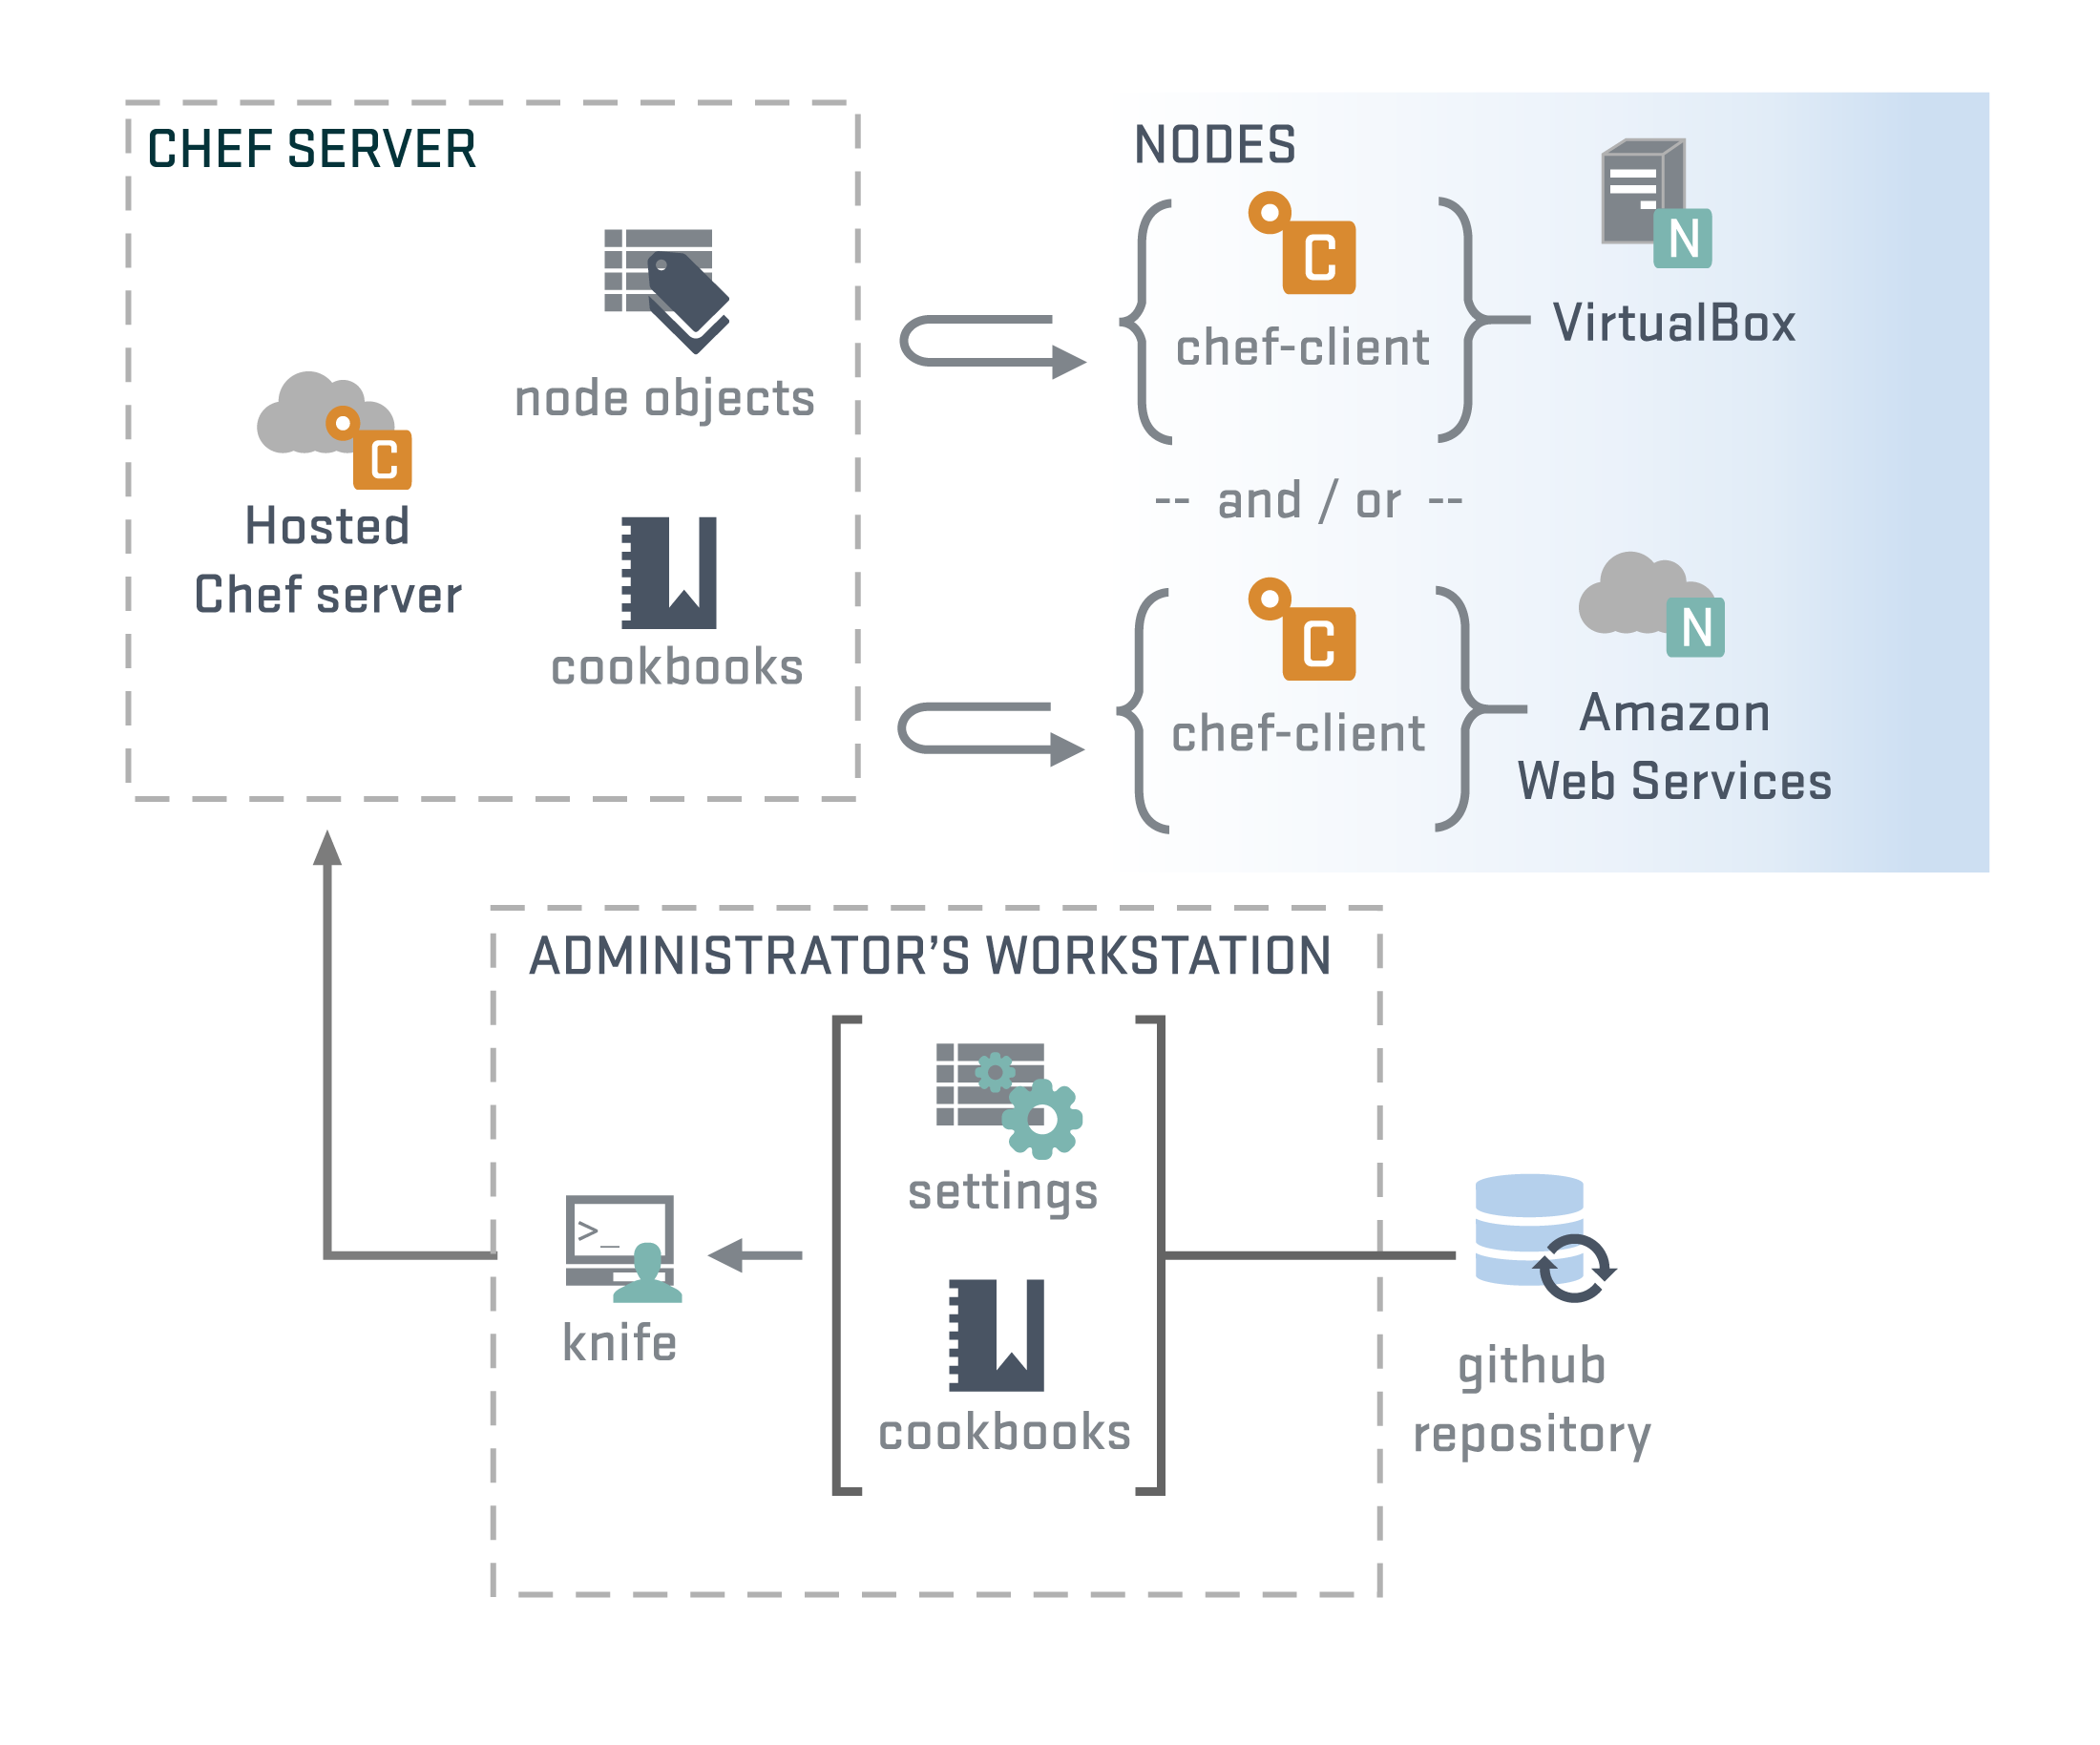 CHEF SERVER
node objects
C
Hosted
Chef server
cookbooks
NODES
C
chef-client
N
VirtualBox
-- and / or --
C
chef-client
N
Amazon
Web Services
ADMINISTRATOR’S WORKSTATION
settings
>_
knife
cookbooks
github
repository